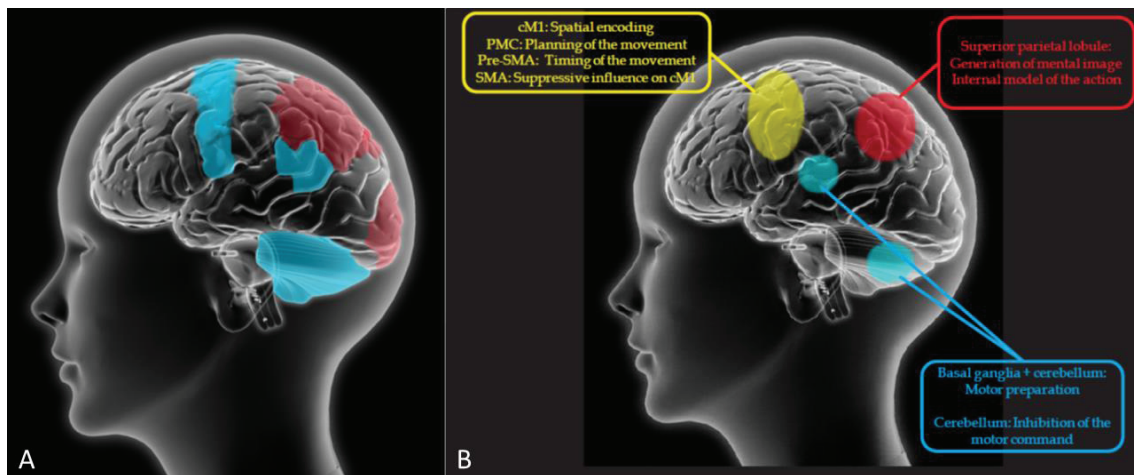 A
B
cM1: Spatial encoding
PMC: Planning of the movement
Pre-SMA:  Timing of the movement
SMA: Suppressive influence on cM1
Superior parietal lobule:
Generation of mental image
Internal model of the action
Basal ganglia + cerebellum:
Motor preparation
Cerebellum: Inhibition of the
motor command